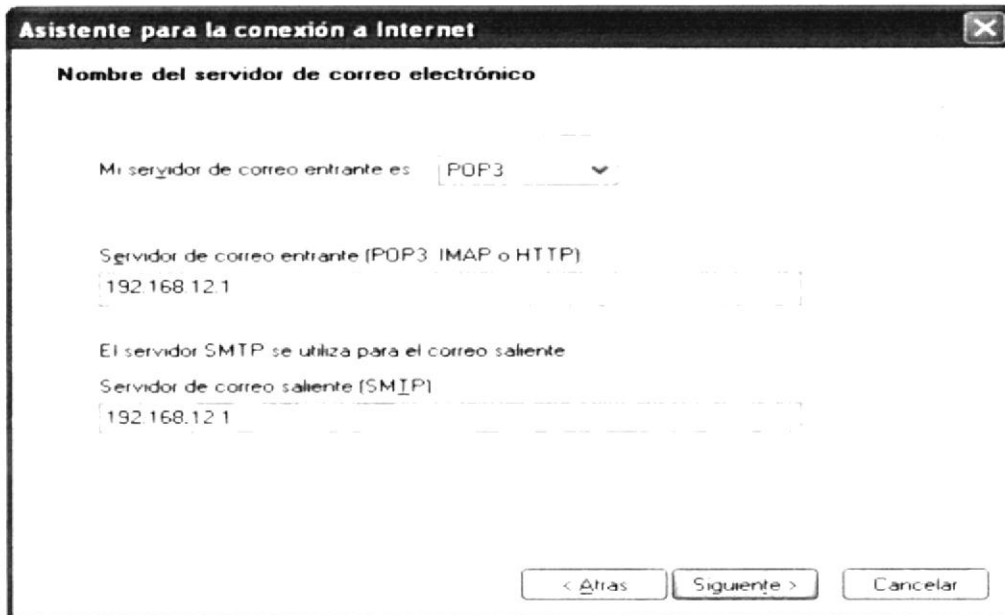 Asistente para la conexión a Internet
Nombre del servidor de correo electrónico
Mi servidor de correo entrante es POP3
Servidor de correo entrante (POP3 IMAP o HTTP)
192.168.12.1
El servidor SMTP se utiliza para el correo saliente
Servidor de correo saliente (SMTP)
192.168.12.1
< Atras Siguiente > Cancelar